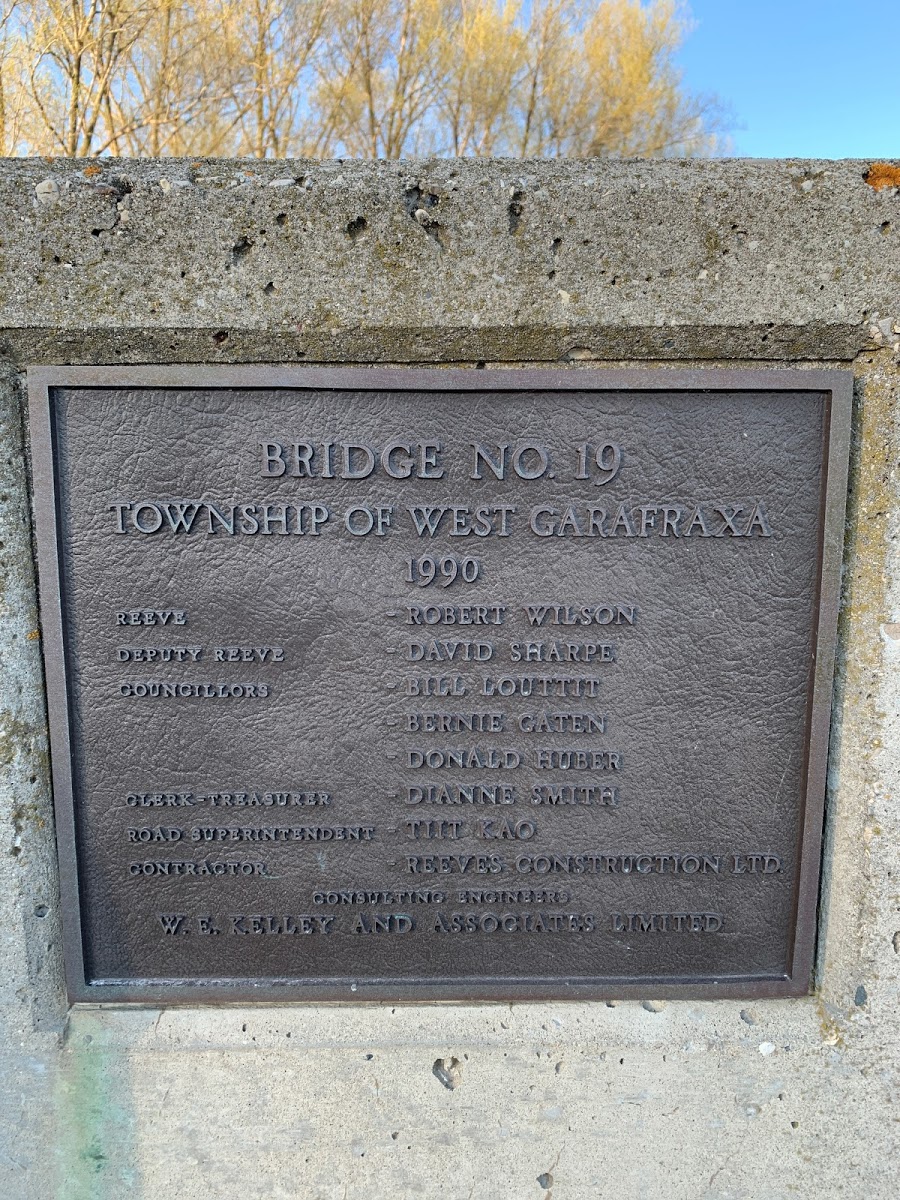 BRIDGE NO. 19
TOWNSHIP OF WEST GARAFRAXA
1990
REEVE - ROBERT WILSON
DEPUTY REEVE - DAVID SHARPE
COUNCILLORS - BILL LOUTTIT
- BERNIE GATEN
- DONALD HUBER
CLERK-TREASURER - DIANNE SMITH
ROAD SUPERINTENDENT - TIIT KAO
CONTRACTOR - REEVES CONSTRUCTION LTD.
CONSULTING ENGINEERS
W. E. KELLEY AND ASSOCIATES LIMITED